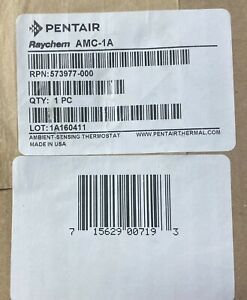 PENTAIR
Raychem AMC-1A
RPN:573977-000
QTY: 1 PC
LOT:1A160411
AMBIENT-SENSING THERMOSTAT
MADE IN USA
WWW.PENTAIRTHERMAL.COM
7 15629 00719 3